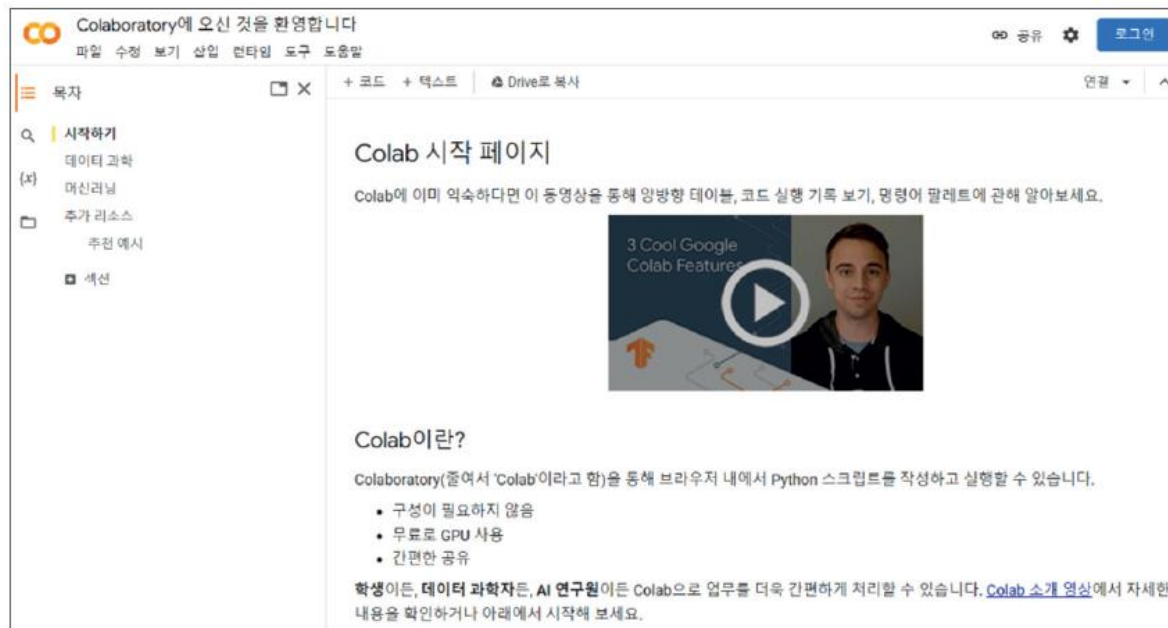 Colaboratory에 오신 것을 환영합니다
파일 수정 보기 삽입 런타임 도구 도움말
공유
로그인
목차
시작하기
데이터 과학
머신러닝
추가 리소스
추천 예시
섹션
{x}
+ 코드 + 텍스트 Drive로 복사
연결
Colab 시작 페이지
Colab에 이미 익숙하다면 이 동영상을 통해 양방향 테이블, 코드 실행 기록 보기, 명령어 팔레트에 관해 알아보세요.
3 Cool Google
Colab Features
Colab이란?
Colaboratory(줄여서 'Colab'이라고 함)을 통해 브라우저 내에서 Python 스크립트를 작성하고 실행할 수 있습니다.
• 구성이 필요하지 않음
• 무료로 GPU 사용
• 간편한 공유
학생이든, 데이터 과학자든, AI 연구원이든 Colab으로 업무를 더욱 간편하게 처리할 수 있습니다. Colab 소개 영상에서 자세한
내용을 확인하거나 아래에서 시작해 보세요.